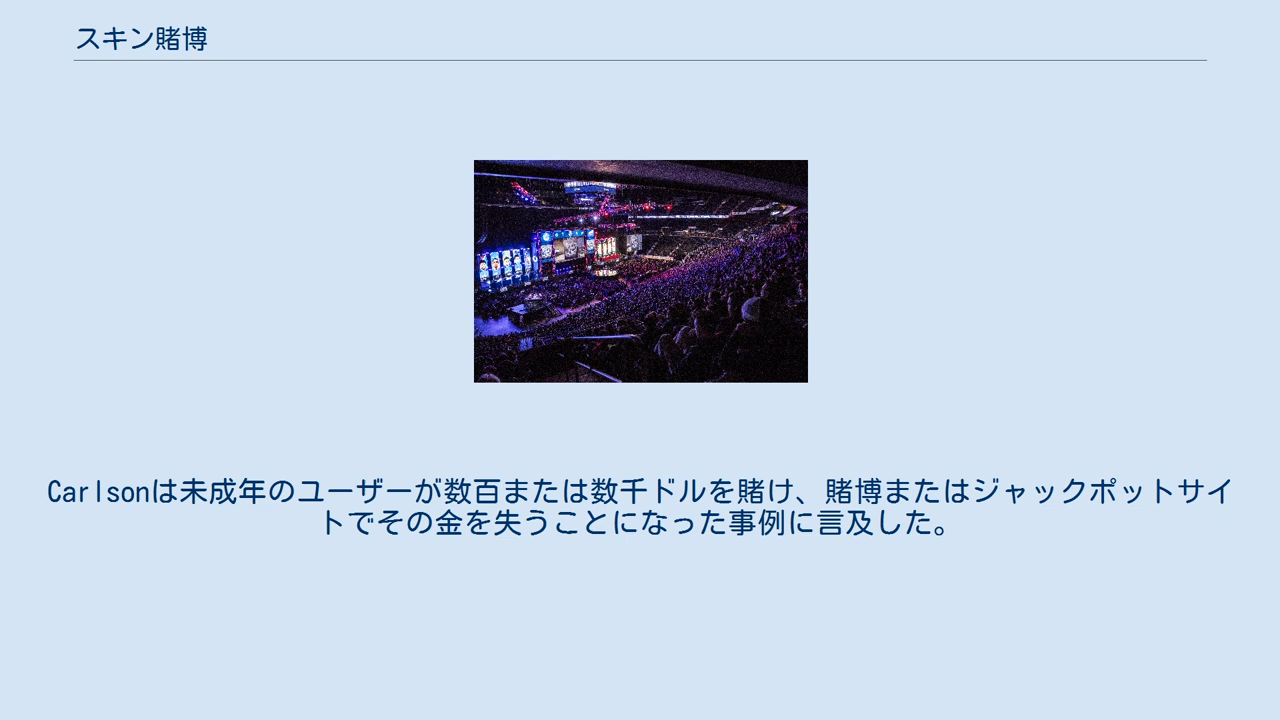 スキン賭博
Carlsonは未成年のユーザーが数百または数千ドルを賭け、賭博またはジャックポットサイ
トでその金を失うことになった事例に言及した。